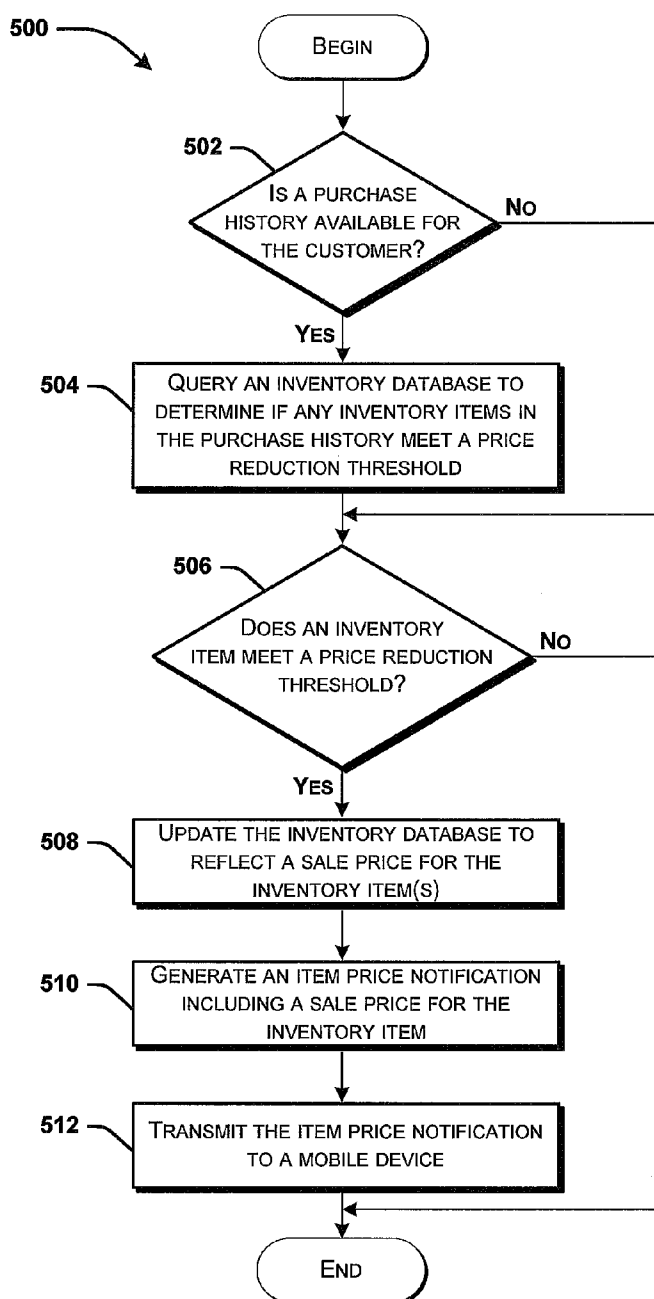 500
BEGIN
502
IS A PURCHASE
HISTORY AVAILABLE FOR
THE CUSTOMER?
NO
YES
504
QUERY AN INVENTORY DATABASE TO
DETERMINE IF ANY INVENTORY ITEMS IN
THE PURCHASE HISTORY MEET A PRICE
REDUCTION THRESHOLD
506
DOES AN INVENTORY
ITEM MEET A PRICE REDUCTION
THRESHOLD?
NO
YES
508
UPDATE THE INVENTORY DATABASE TO
REFLECT A SALE PRICE FOR THE
INVENTORY ITEM(S)
510
GENERATE AN ITEM PRICE NOTIFICATION
INCLUDING A SALE PRICE FOR THE
INVENTORY ITEM
512
TRANSMIT THE ITEM PRICE NOTIFICATION
TO A MOBILE DEVICE
END